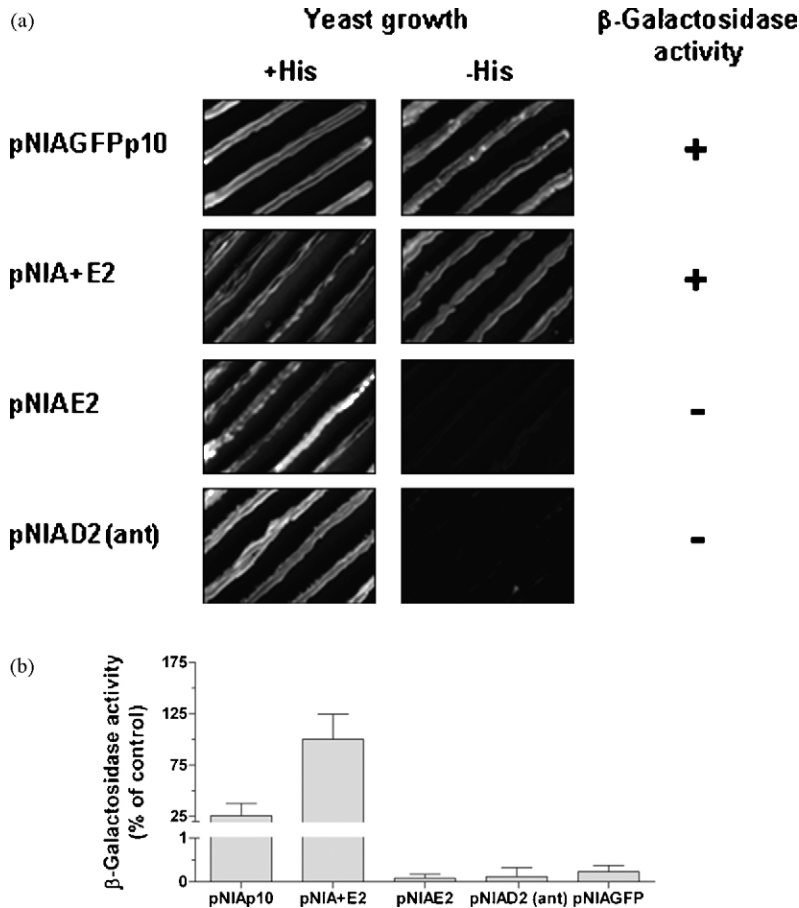 (a)
Yeast growth
β-Galactosidase
activity
+His
-His
pNIAGFPp10
+
pNIA+E2
+
pNIAE2
-
pNIAD2(ant)
-
(b)
β-Galactosidase activity
(% of control)
175
125
75
25
1
0
pNIAp10
pNIA+E2
pNIAE2
pNIAD2 (ant)
pNIAGFP